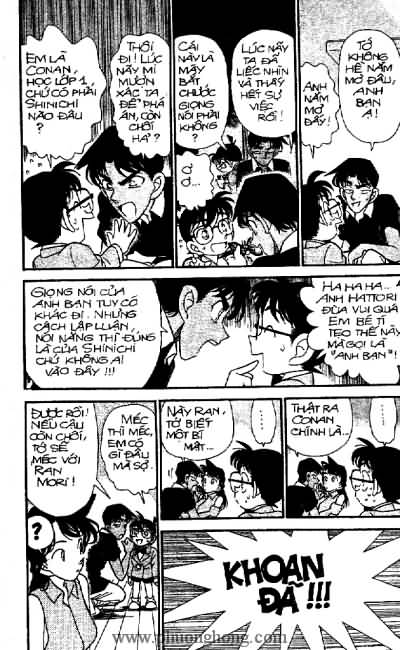 TỚ
KHÔNG
HỀ NẰM
MƠ ĐÂU,
ANH
BẠN
Ạ!
ANH
NẰM
MƠ
ĐẤY!
LÚC NÃY
TA ĐÃ
LIẾC NHÌN
VÀ THẤY
HẾT SỰ
VIỆC
RỒI!
CÁI
NÀY LÀ
MÁY
BẮT
CHƯỚC
GIỌNG
NÓI PHẢI
KHÔNG
?
Ơ
Ơ...
THÔI
ĐI! LÚC
NÃY MI
MƯỢN
XÁC TA
ĐỂ PHÁ
ÁN, CÒN
CHỐI
HẢ?
EM LÀ
CONAN,
HỌC LỚP 1,
CHỨ CÓ PHẢI
SHINICHI
NÀO ĐÂU
?
HA HA HA...
ANH HATTORI
ĐÙA VUI QUÁ
EM BÉ TÍ
TEO THẾ NÀY
MÀ GỌI LÀ
"ANH BẠN"!
GIỌNG NÓI CỦA
ANH BẠN TUY CÓ
KHÁC ĐI. NHƯNG
CÁCH LẬP LUẬN,
NÓI NĂNG THÌ ĐÚNG
LÀ CỦA SHINICHI
CHỨ KHÔNG AI
VÀO ĐÂY!!!
THẬT RA
CONAN
CHÍNH LÀ...
......
NÀY RAN,
TỚ BIẾT
MỘT BÍ
MẬT...
......
MÉC
THÌ MÉC,
EM CÓ
GÌ ĐÂU
MÀ SỢ.
ĐƯỢC RỒI!
NẾU CẬU
CÒN CHỐI,
TỚ SẼ
MÉC VỚI
RAN
MORI!
?
KHOAN
ĐÃ!!!
www.phuonghong.com